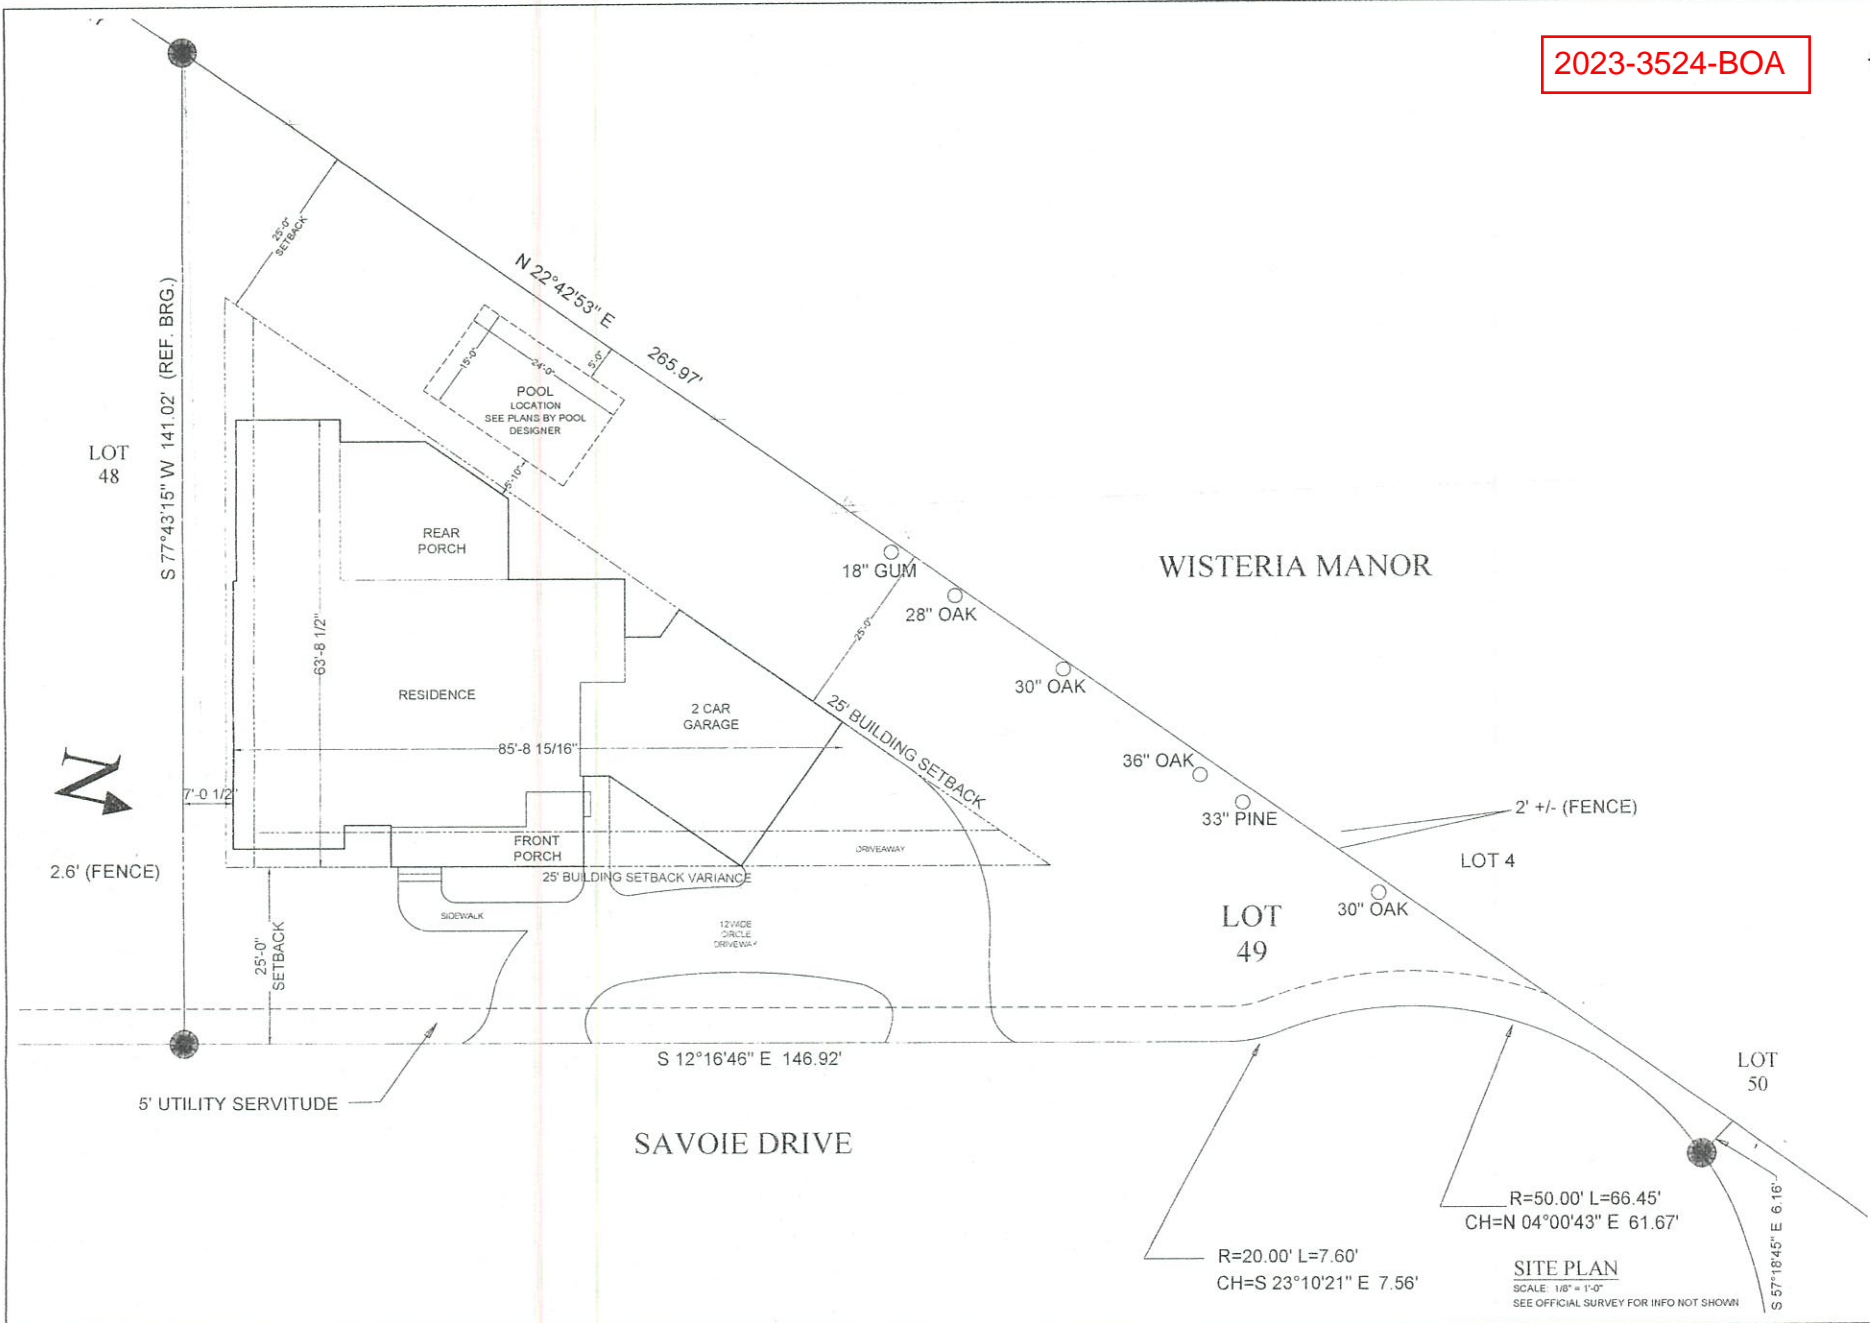 2023-3524-BOA
25'-0"
SETBACK
N 22°42'53" E
265.97'
S 77°43'15" W 141.02' (REF. BRG.)
LOT
48
15'-0"
24'-0"
5'-0"
POOL
LOCATION
SEE PLANS BY POOL
DESIGNER
5'-10"
REAR
PORCH
18" GUM
28" OAK
WISTERIA MANOR
25'-0"
30" OAK
63'-8 1/2"
RESIDENCE
2 CAR
GARAGE
25' BUILDING SETBACK
85'-8 15/16"
36" OAK
33" PINE
2' +/- (FENCE)
N
7'-0 1/2"
FRONT
PORCH
DRIVEAWAY
LOT 4
2.6' (FENCE)
25' BUILDING SETBACK VARIANCE
30" OAK
SIDEWALK
12'WIDE
CIRCLE
DRIVEWAY
LOT
49
25'-0"
SETBACK
S 12°16'46" E 146.92'
LOT
50
5' UTILITY SERVITUDE
SAVOIE DRIVE
R=50.00' L=66.45'
CH=N 04°00'43" E 61.67'
R=20.00' L=7.60'
CH=S 23°10'21" E 7.56'
S 57°18'45" E 6.16'
SITE PLAN
SCALE: 1/8" = 1'-0"
SEE OFFICIAL SURVEY FOR INFO NOT SHOWN